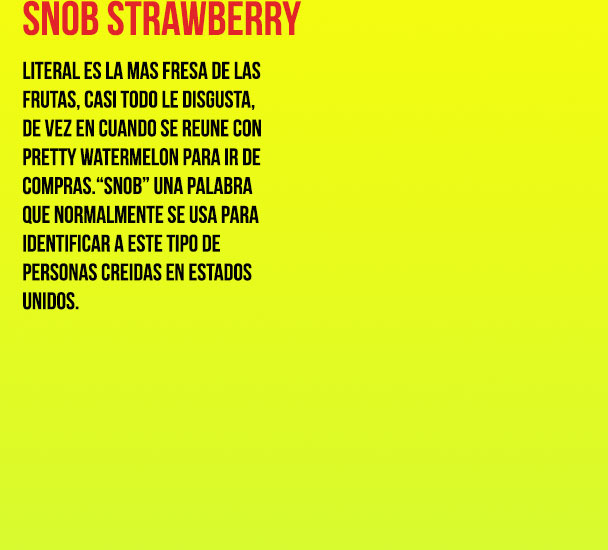 SNOB STRAWBERRY
LITERAL ES LA MAS FRESA DE LAS
FRUTAS, CASI TODO LE DISGUSTA,
DE VEZ EN CUANDO SE REUNE CON
PRETTY WATERMELON PARA IR DE
COMPRAS.“SNOB” UNA PALABRA
QUE NORMALMENTE SE USA PARA
IDENTIFICAR A ESTE TIPO DE
PERSONAS CREIDAS EN ESTADOS
UNIDOS.